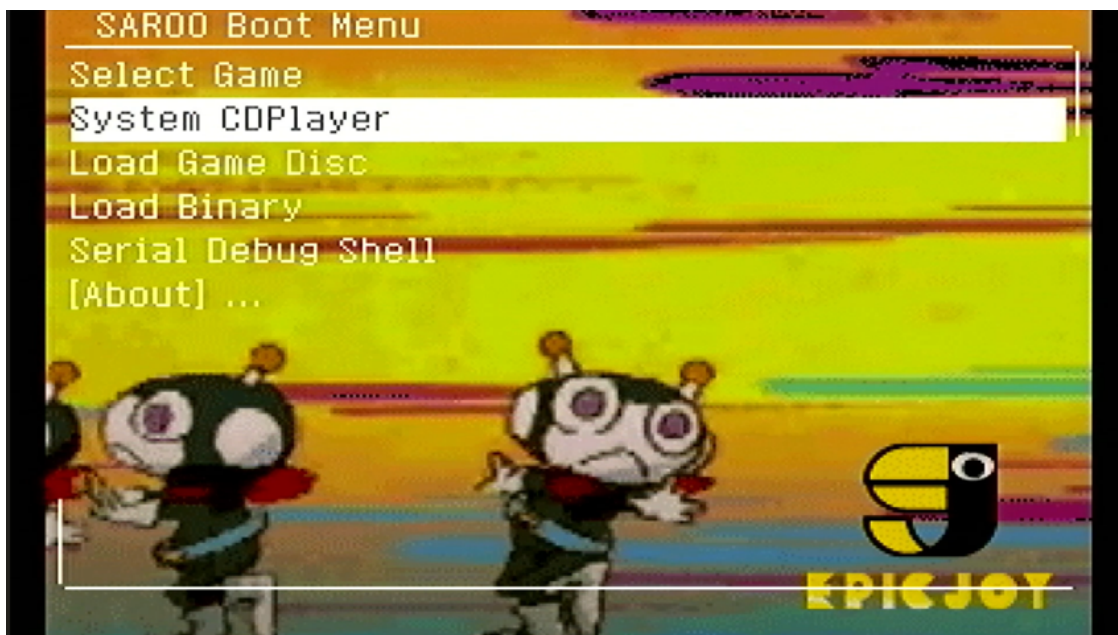 SAROO Boot Menu
Select Game
System CDPlayer
Load Game Disc
Load Binary
Serial Debug Shell
[About] ...
EPICJOY